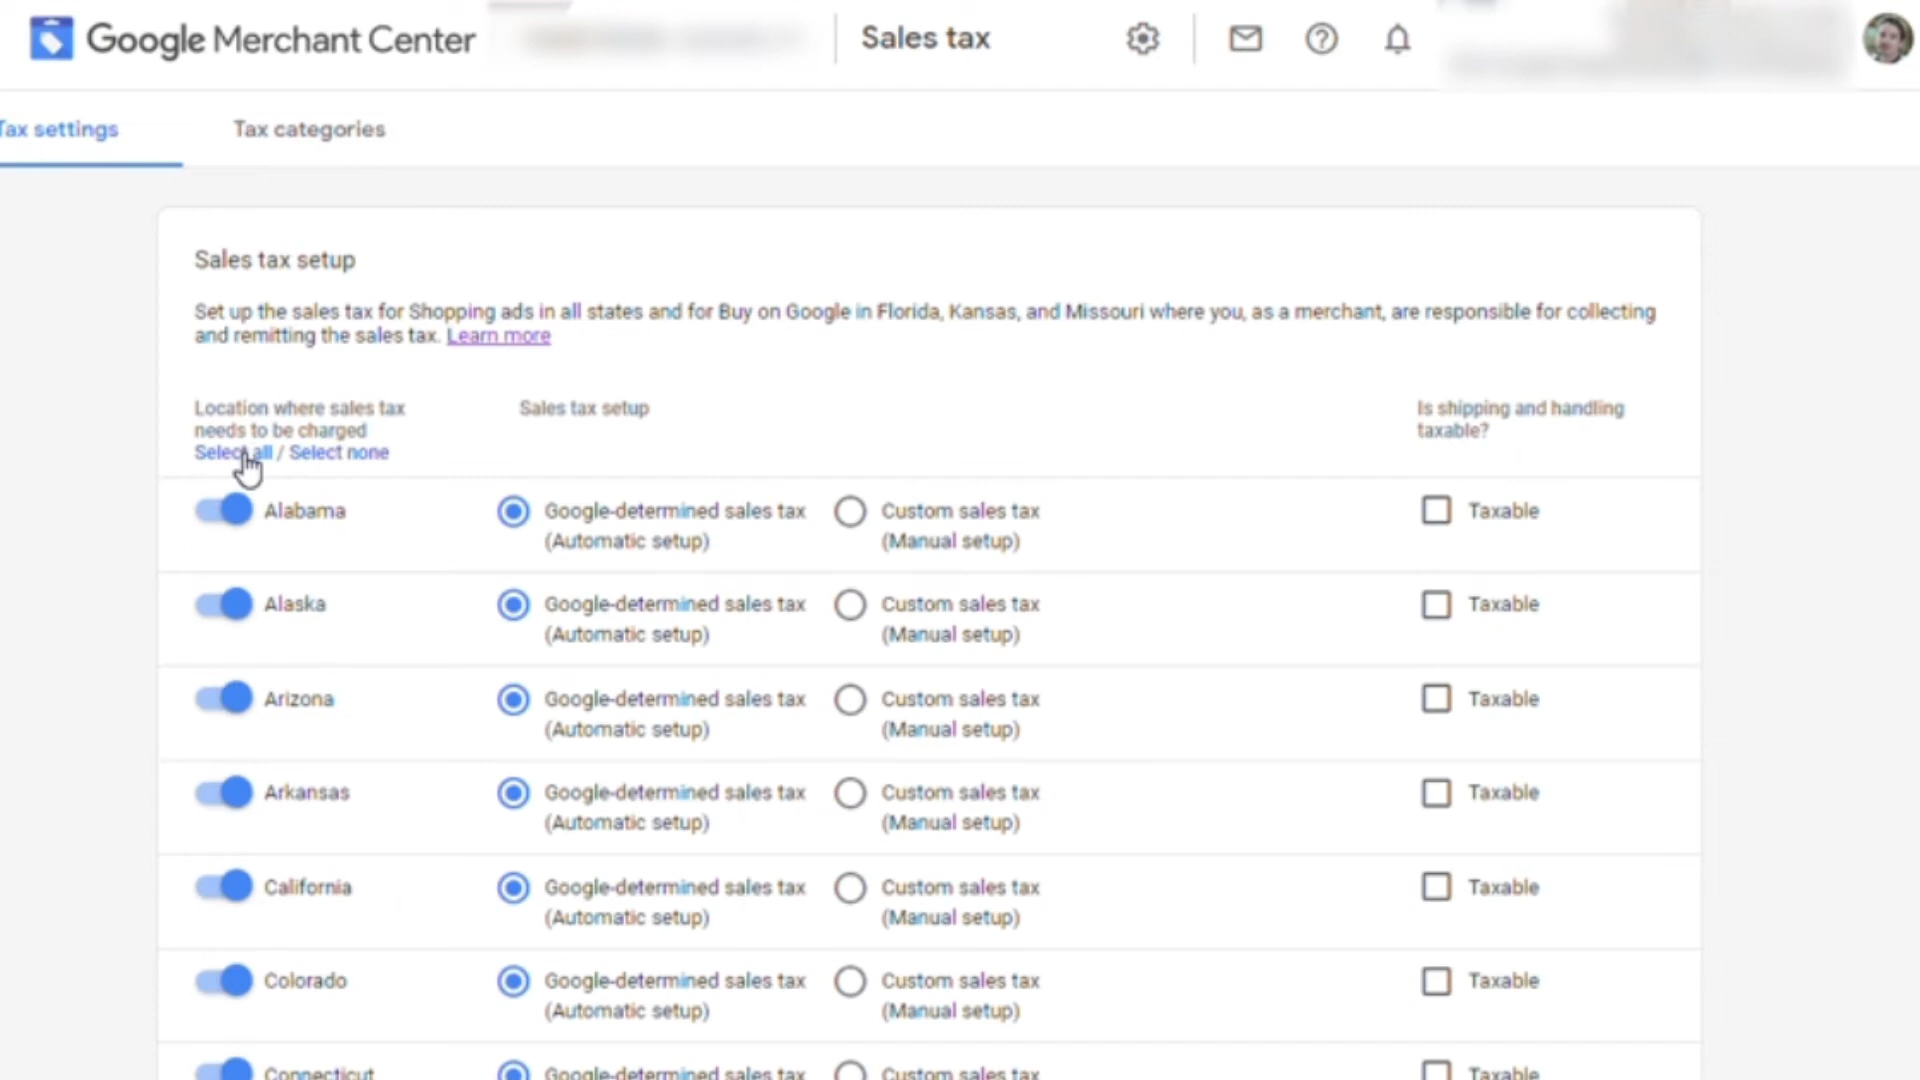 Google Merchant Center
Sales tax
Tax settings
Tax categories
Sales tax setup
Set up the sales tax for Shopping ads in all states and for Buy on Google in Florida, Kansas, and Missouri where you, as a merchant, are responsible for collecting
and remitting the sales tax. Learn more
Location where sales tax
needs to be charged
Select all / Select none
Sales tax setup
Is shipping and handling
taxable?
Alabama
Google-determined sales tax
(Automatic setup)
Custom sales tax
(Manual setup)
Taxable
Alaska
Google-determined sales tax
(Automatic setup)
Custom sales tax
(Manual setup)
Taxable
Arizona
Google-determined sales tax
(Automatic setup)
Custom sales tax
(Manual setup)
Taxable
Arkansas
Google-determined sales tax
(Automatic setup)
Custom sales tax
(Manual setup)
Taxable
California
Google-determined sales tax
(Automatic setup)
Custom sales tax
(Manual setup)
Taxable
Colorado
Google-determined sales tax
(Automatic setup)
Custom sales tax
(Manual setup)
Taxable
Connecticut
Google-determined sales tax
Custom sales tax
Taxable